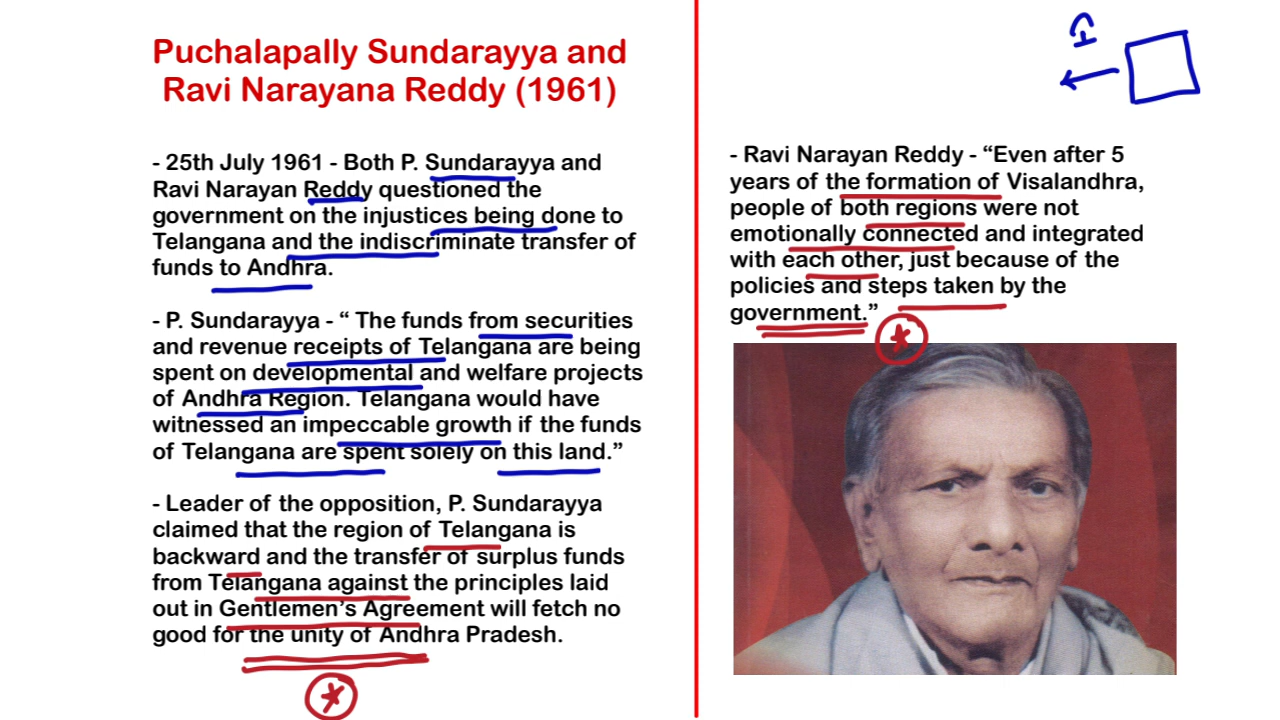 Puchalapally Sundarayya and
Ravi Narayana Reddy (1961)
- 25th July 1961 - Both P. Sundarayya and
Ravi Narayan Reddy questioned the
government on the injustices being done to
Telangana and the indiscriminate transfer of
funds to Andhra.
- P. Sundarayya - “ The funds from securities
and revenue receipts of Telangana are being
spent on developmental and welfare projects
of Andhra Region. Telangana would have
witnessed an impeccable growth if the funds
of Telangana are spent solely on this land.”
- Leader of the opposition, P. Sundarayya
claimed that the region of Telangana is
backward and the transfer of surplus funds
from Telangana against the principles laid
out in Gentlemen’s Agreement will fetch no
good for the unity of Andhra Pradesh.
- Ravi Narayan Reddy - “Even after 5
years of the formation of Visalandhra,
people of both regions were not
emotionally connected and integrated
with each other, just because of the
policies and steps taken by the
government.”